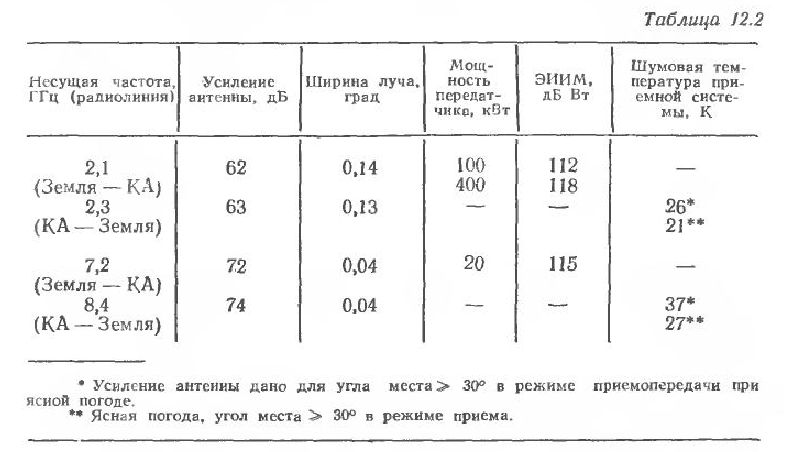 Таблица 12.2
Несущая частота, ГГц (радиолиния) | Усиление антенны, дБ | Ширина луча, град | Мощность передатчика, кВт | ЭИИМ, дБ Вт | Шумовая температура приемной системы, К
2,1 (Земля — КА) | 62 | 0,14 | 100 400 | 112 118 | —
2,3 (КА — Земля) | 63 | 0,13 | — | — | 26* 21**
7,2 (Земля — КА) | 72 | 0,04 | 20 | 115 | —
8,4 (КА — Земля) | 74 | 0,04 | — | — | 37* 27**
* Усиление антенны дано для угла места > 30° в режиме приемопередачи при
ясной погоде.
** Ясная погода, угол места > 30° в режиме приема.